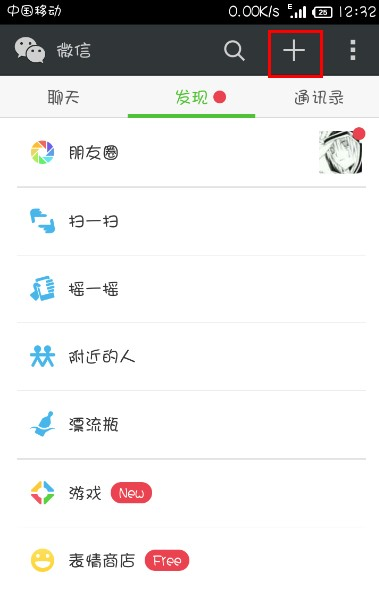 中国移动 0.00K/s E 25 12:32
微信
聊天 发现 通讯录
朋友圈
扫一扫
摇一摇
附近的人
漂流瓶
游戏 New
表情商店 Free